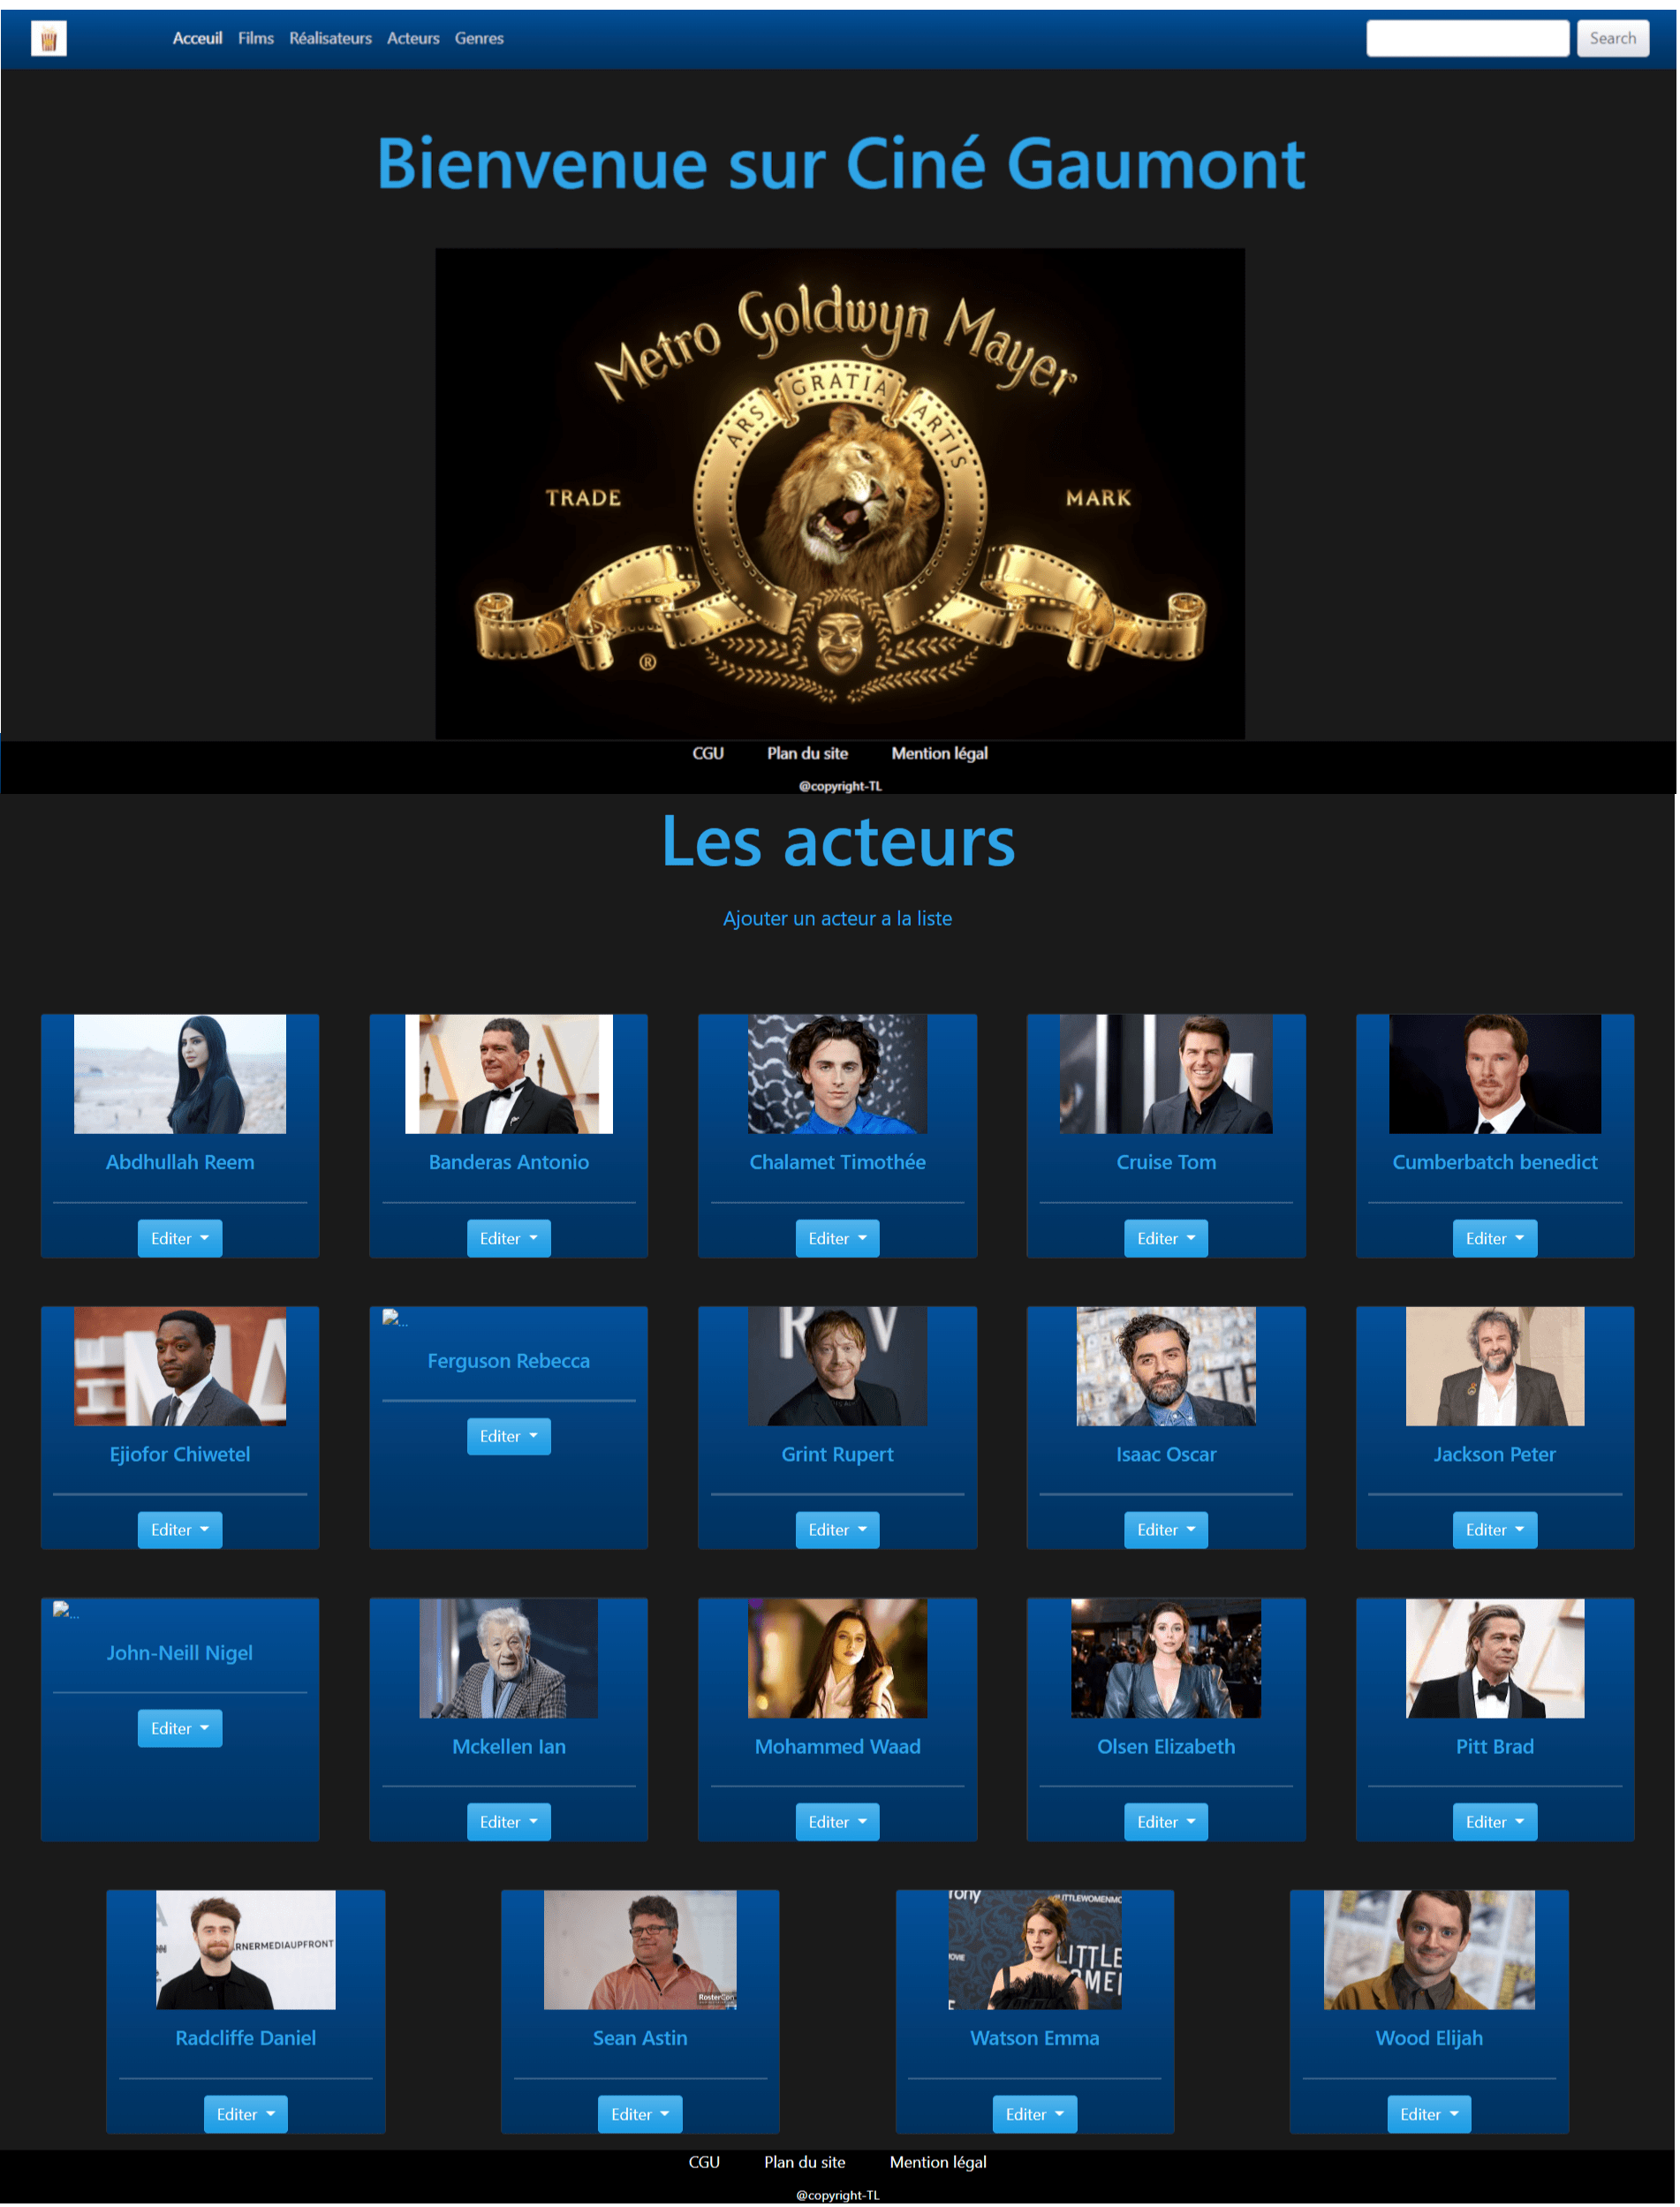 Acceuil Films Réalisateurs Acteurs Genres Search
Bienvenue sur Ciné Gaumont
Metro Goldwyn Mayer
ARS GRATIA ARTIS
TRADE MARK
®
CGU Plan du site Mention légal
@copyright-TL
Les acteurs
Ajouter un acteur a la liste
Abdhullah Reem Banderas Antonio Chalamet Timothée Cruise Tom Cumberbatch benedict
Editer Editer Editer Editer Editer
...
Ejiofor Chiwetel Ferguson Rebecca Grint Rupert Isaac Oscar Jackson Peter
Editer Editer Editer Editer Editer
...
John-Neill Nigel Mckellen Ian Mohammed Waad Olsen Elizabeth Pitt Brad
Editer Editer Editer Editer Editer
RNERMEDIAUPFRONT
RosterCon
LITTLE
Radcliffe Daniel Sean Astin Watson Emma Wood Elijah
Editer Editer Editer Editer
CGU Plan du site Mention légal
@copyright-TL